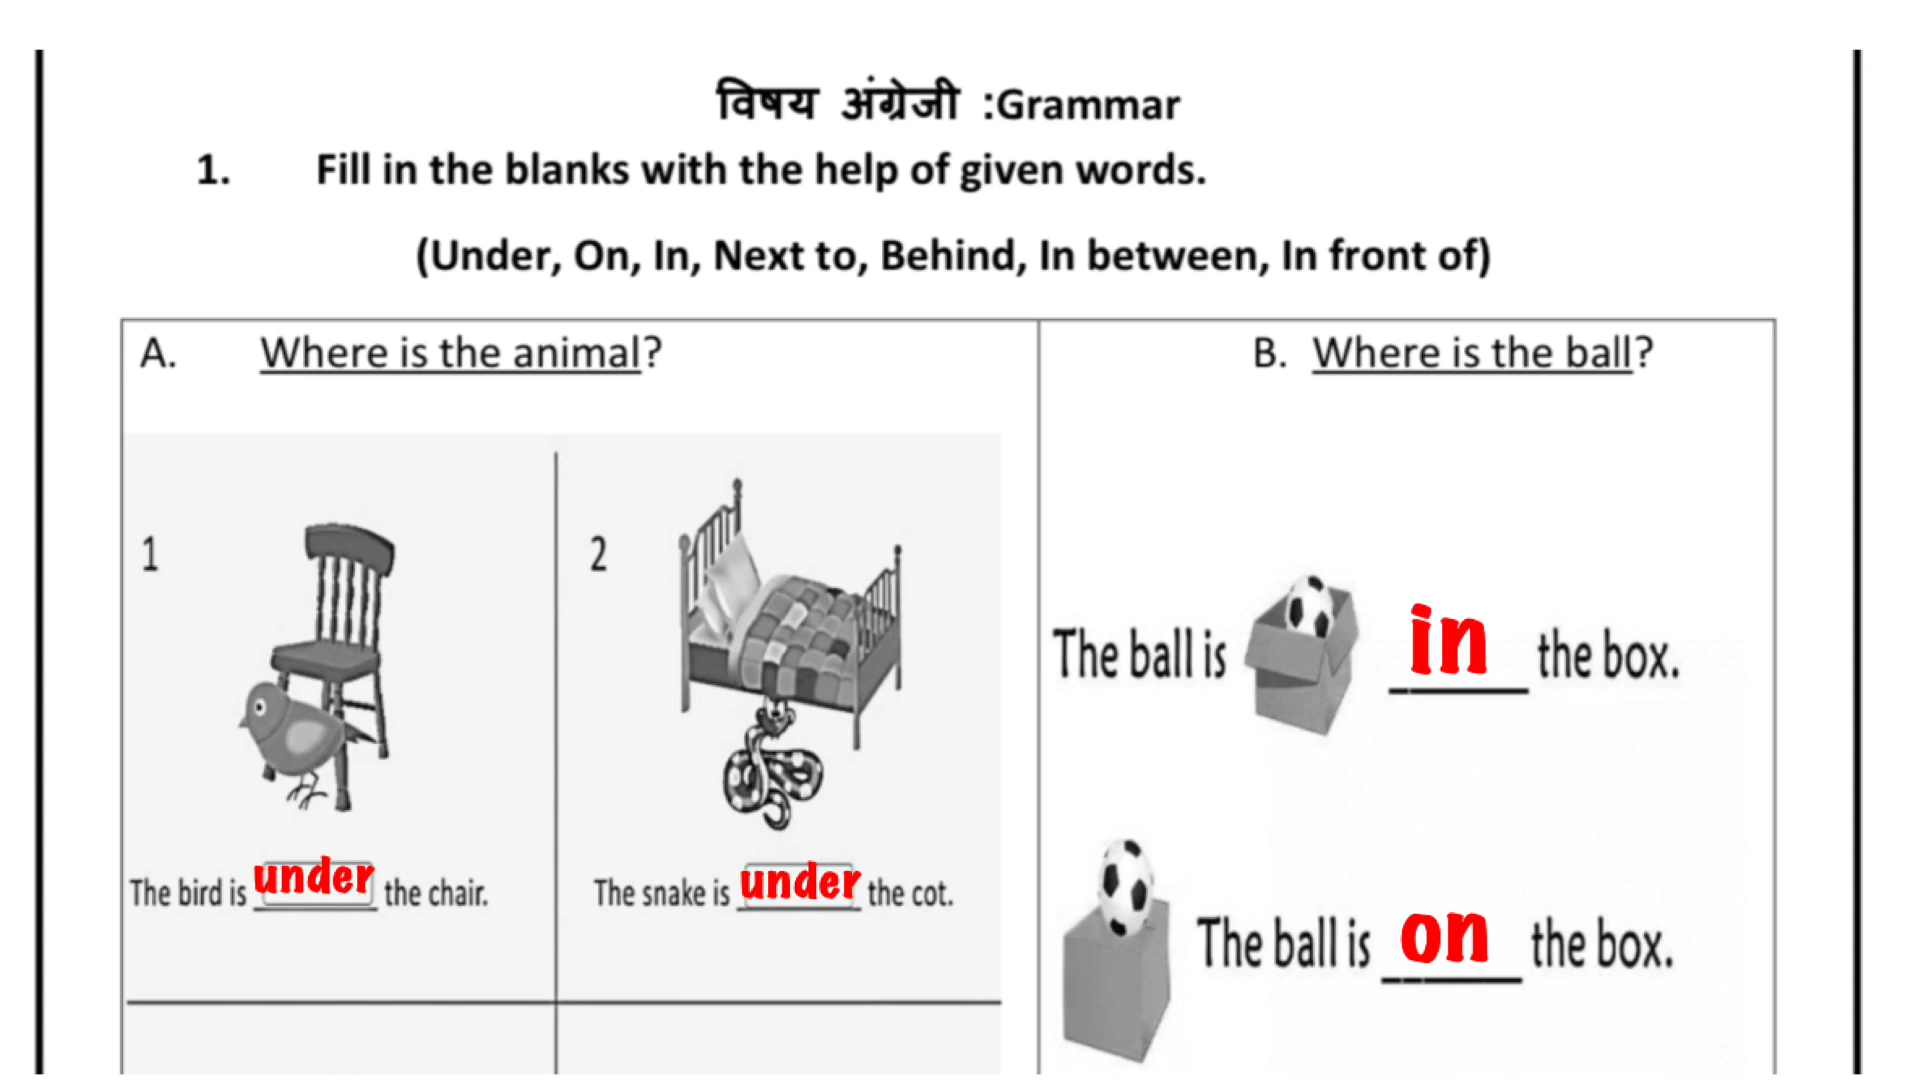 विषय अंग्रेजी :Grammar
1. Fill in the blanks with the help of given words.
(Under, On, In, Next to, Behind, In between, In front of)
A. Where is the animal?
1
The bird is under the chair.
2
The snake is under the cot.
B. Where is the ball?
The ball is in the box.
The ball is on the box.